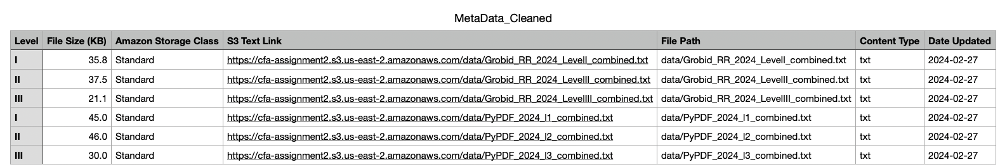 MetaData_Cleaned
Level File Size (KB) Amazon Storage Class S3 Text Link File Path Content Type Date Updated
I 35.8 Standard https://cfa-assignment2.s3.us-east-2.amazonaws.com/data/Grobid_RR_2024_LevelI_combined.txt data/Grobid_RR_2024_LevelI_combined.txt txt 2024-02-27
II 37.5 Standard https://cfa-assignment2.s3.us-east-2.amazonaws.com/data/Grobid_RR_2024_LevelII_combined.txt data/Grobid_RR_2024_LevelII_combined.txt txt 2024-02-27
III 21.1 Standard https://cfa-assignment2.s3.us-east-2.amazonaws.com/data/Grobid_RR_2024_LevelIII_combined.txt data/Grobid_RR_2024_LevelIII_combined.txt txt 2024-02-27
I 45.0 Standard https://cfa-assignment2.s3.us-east-2.amazonaws.com/data/PyPDF_2024_l1_combined.txt data/PyPDF_2024_l1_combined.txt txt 2024-02-27
II 46.0 Standard https://cfa-assignment2.s3.us-east-2.amazonaws.com/data/PyPDF_2024_l2_combined.txt data/PyPDF_2024_l2_combined.txt txt 2024-02-27
III 30.0 Standard https://cfa-assignment2.s3.us-east-2.amazonaws.com/data/PyPDF_2024_l3_combined.txt data/PyPDF_2024_l3_combined.txt txt 2024-02-27